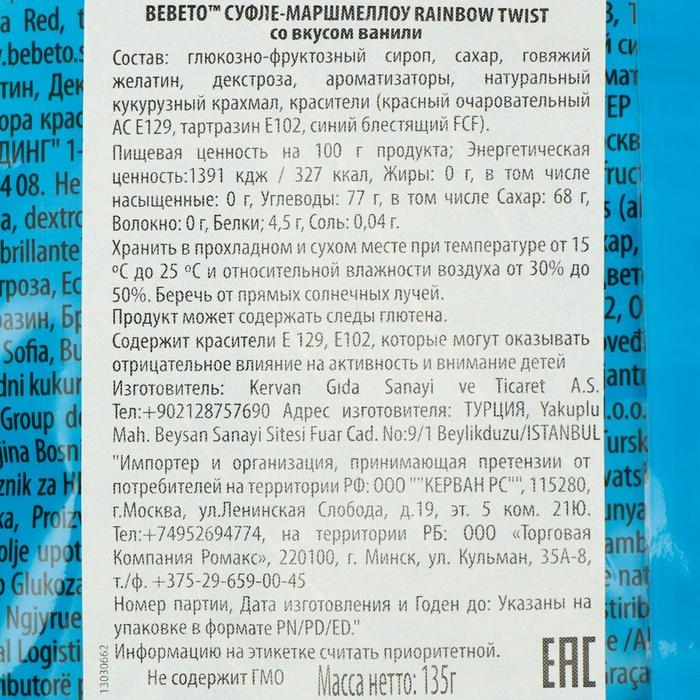 BEBETO™ СУФЛЕ-МАРШМЕЛЛОУ RAINBOW TWIST
со вкусом ванили
Состав: глюкозно-фруктозный сироп, сахар, говяжий
желатин, декстроза, ароматизаторы, натуральный
кукурузный крахмал, красители (красный очаровательный
АС Е129, тартразин Е102, синий блестящий FCF).
Пищевая ценность на 100 г продукта; Энергетическая
ценность:1391 кдж / 327 ккал, Жиры: 0 г, в том числе
насыщенные: 0 г, Углеводы: 77 г, в том числе Сахар: 68 г,
Волокно: 0 г, Белки; 4,5 г, Соль: 0,04 г.
Хранить в прохладном и сухом месте при температуре от 15
ºС до 25 ºС и относительной влажности воздуха от 30% до
50%. Беречь от прямых солнечных лучей.
Продукт может содержать следы глютена.
Содержит красители Е 129, Е102, которые могут оказывать
отрицательное влияние на активность и внимание детей
Изготовитель: Kervan Gıda Sanayi ve Ticaret A.S.
Тел:+902128757690 Адрес изготовителя: ТУРЦИЯ, Yakuplu
Mah. Beysan Sanayi Sitesi Fuar Cad. No:9/1 Beylikduzu/ISTANBUL
"Импортер и организация, принимающая претензии от
потребителей на территории РФ: ООО ""КЕРВАН РС"", 115280,
г.Москва, ул.Ленинская Слобода, д.19, эт. 5 ком. 21Ю.
Тел:+74952694774, на территории РБ: ООО «Торговая
Компания Ромакс», 220100, г. Минск, ул. Кульман, 35А-8,
т./ф. +375-29-659-00-45
Номер партии, Дата изготовления и Годен до: Указаны на
упаковке в формате PN/PD/ED."
Информацию на этикетке считать приоритетной.
Не содержит ГМО Масса нетто: 135г
EAC
13030662